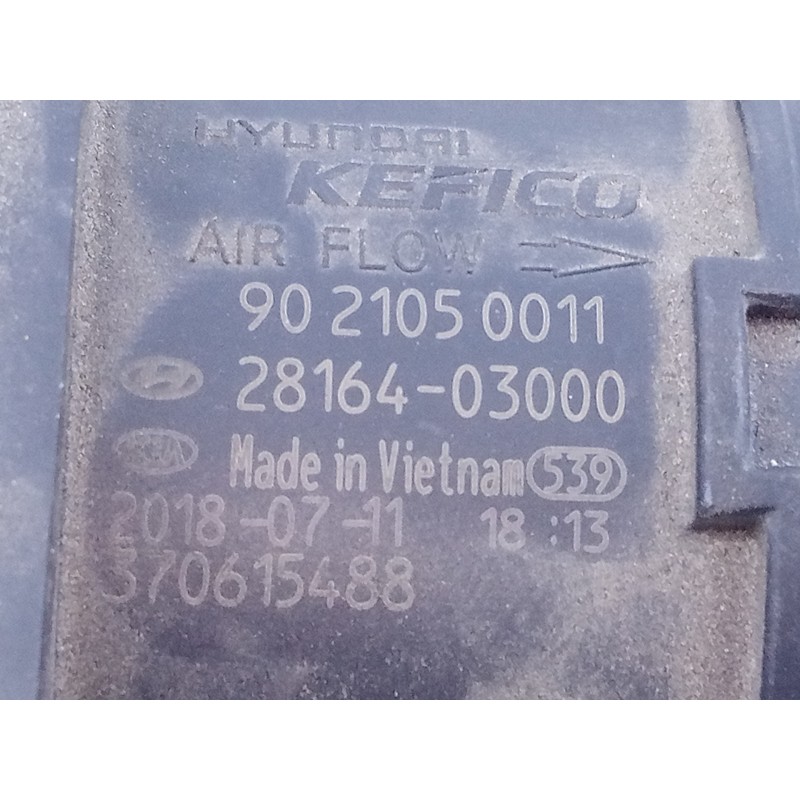 HYUNDAI
KEFICO
AIR FLOW
90 2105 0011
28164-03000
KIA
Made in Vietnam 539
2018-07-11 18:13
370615488